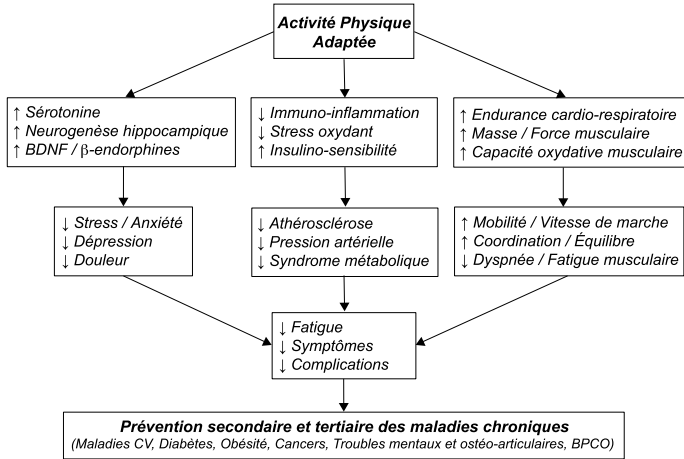 Activité Physique
Adaptée
↑ Sérotonine
↑ Neurogenèse hippocampique
↑ BDNF / β-endorphines
↓ Immuno-inflammation
↓ Stress oxydant
↑ Insulino-sensibilité
↑ Endurance cardio-respiratoire
↑ Masse / Force musculaire
↑ Capacité oxydative musculaire
↓ Stress / Anxiété
↓ Dépression
↓ Douleur
↓ Athérosclérose
↓ Pression artérielle
↓ Syndrome métabolique
↑ Mobilité / Vitesse de marche
↑ Coordination / Équilibre
↓ Dyspnée / Fatigue musculaire
↓ Fatigue
↓ Symptômes
↓ Complications
Prévention secondaire et tertiaire des maladies chroniques
(Maladies CV, Diabètes, Obésité, Cancers, Troubles mentaux et ostéo-articulaires, BPCO)